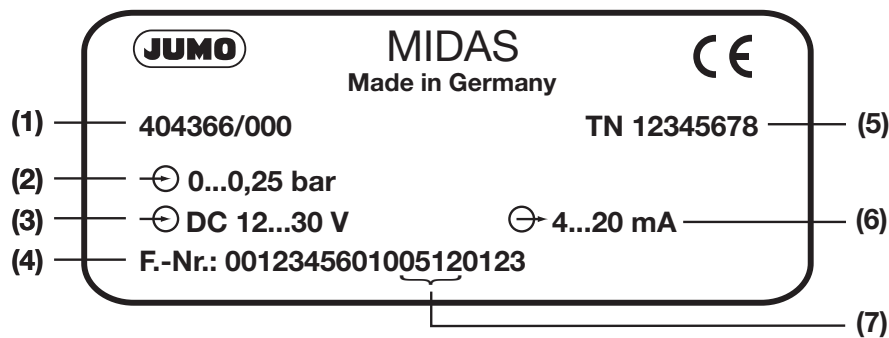 JUMO
MIDAS
Made in Germany
CE
(1)
404366/000
TN 12345678
(5)
(2)
0...0,25 bar
(3)
DC 12...30 V
4...20 mA
(6)
(4)
F.-Nr.: 0012345601005120123
(7)